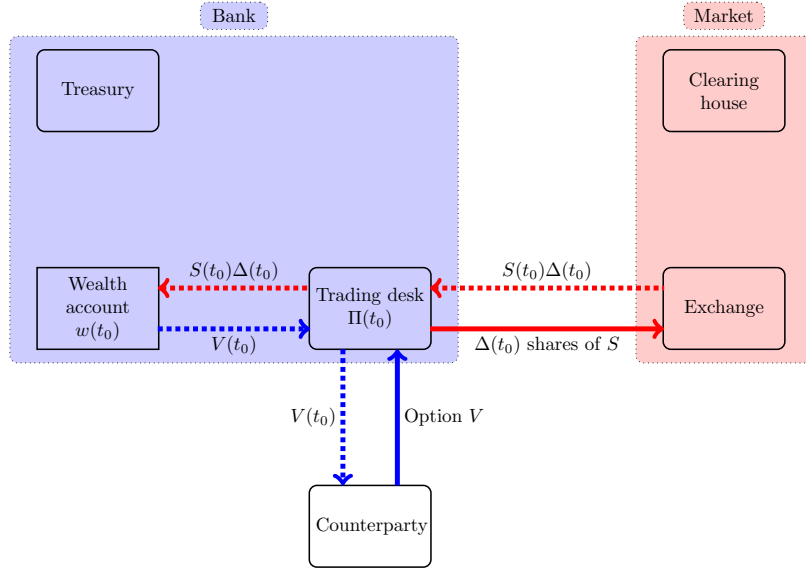 Bank
Market
Treasury
Clearing
house
S(t₀)Δ(t₀)
S(t₀)Δ(t₀)
Wealth
account
w(t₀)
Trading desk
Π(t₀)
Exchange
V(t₀)
Δ(t₀) shares of S
V(t₀)
Option V
Counterparty